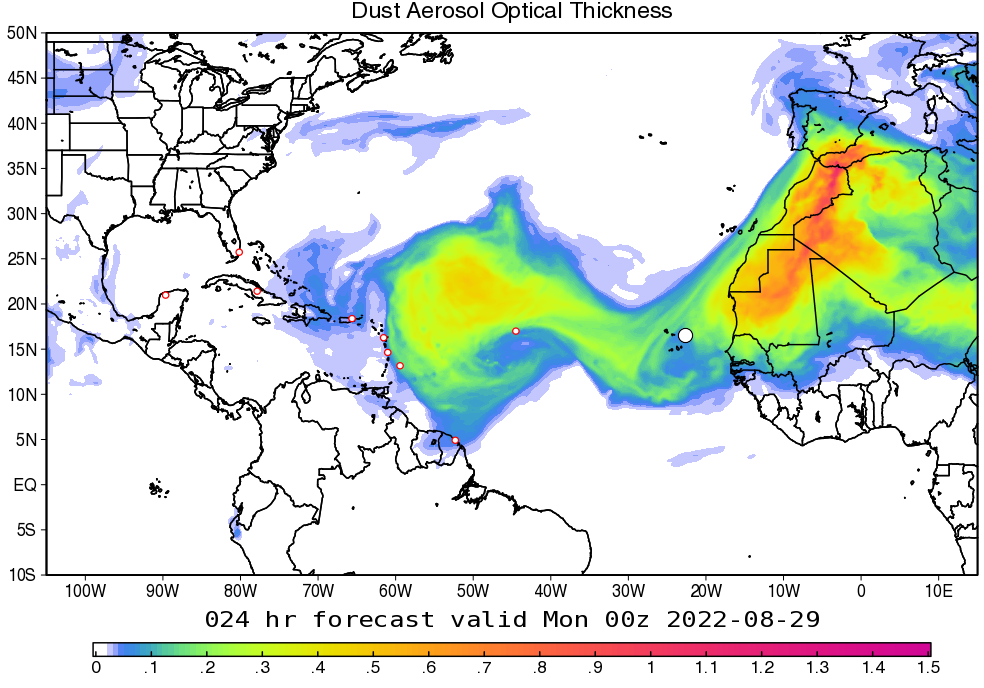 Dust Aerosol Optical Thickness
50N
45N
40N
35N
30N
25N
20N
15N
10N
5N
EQ
5S
10S
100W 90W 80W 70W 60W 50W 40W 30W 20W 10W 0 10E
024 hr forecast valid Mon 00z 2022-08-29
0 .1 .2 .3 .4 .5 .6 .7 .8 .9 1 1.1 1.2 1.3 1.4 1.5